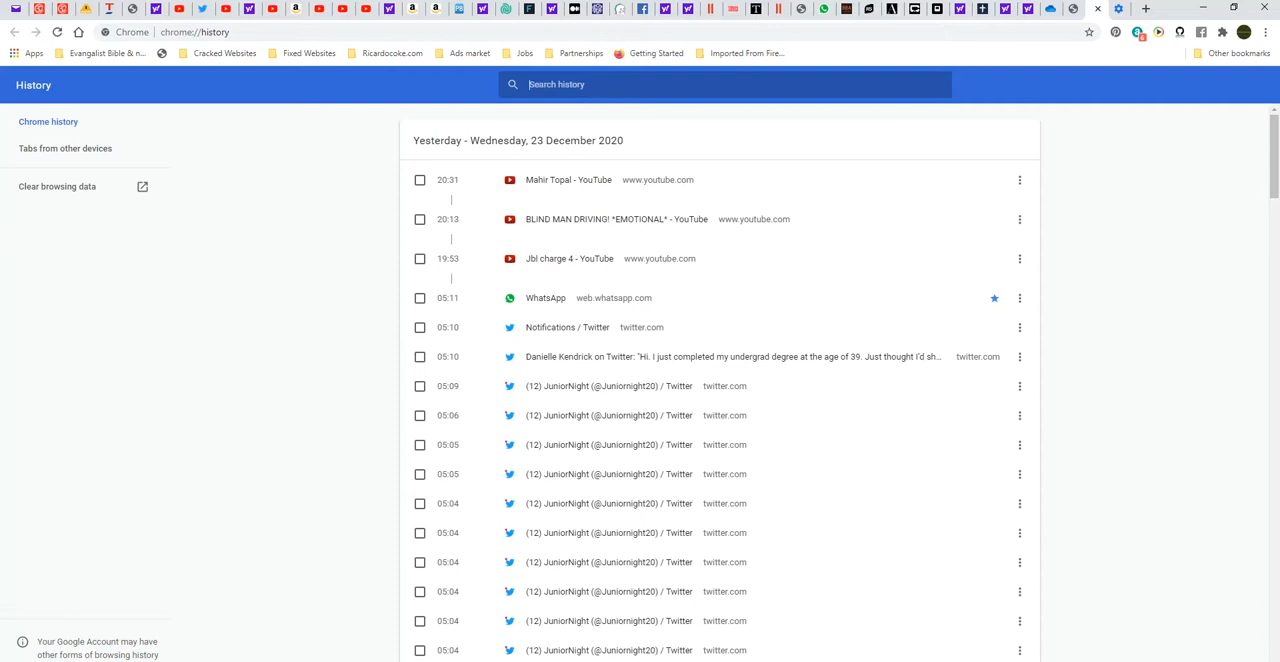 Chrome | chrome://history
6
Apps Evangalist Bible & n... Cracked Websites Fixed Websites Ricardocoke.com Ads market Jobs Partnerships Getting Started Imported From Fire... Other bookmarks
History Search history
Chrome history
Tabs from other devices
Clear browsing data
Yesterday - Wednesday, 23 December 2020
20:31 Mahir Topal - YouTube www.youtube.com
20:13 BLIND MAN DRIVING! *EMOTIONAL* - YouTube www.youtube.com
19:53 Jbl charge 4 - YouTube www.youtube.com
05:11 WhatsApp web.whatsapp.com
05:10 Notifications / Twitter twitter.com
05:10 Danielle Kendrick on Twitter: "Hi. I just completed my undergrad degree at the age of 39. Just thought I'd sh... twitter.com
05:09 (12) JuniorNight (@Juniornight20) / Twitter twitter.com
05:06 (12) JuniorNight (@Juniornight20) / Twitter twitter.com
05:05 (12) JuniorNight (@Juniornight20) / Twitter twitter.com
05:05 (12) JuniorNight (@Juniornight20) / Twitter twitter.com
05:04 (12) JuniorNight (@Juniornight20) / Twitter twitter.com
05:04 (12) JuniorNight (@Juniornight20) / Twitter twitter.com
05:04 (12) JuniorNight (@Juniornight20) / Twitter twitter.com
05:04 (12) JuniorNight (@Juniornight20) / Twitter twitter.com
05:04 (12) JuniorNight (@Juniornight20) / Twitter twitter.com
05:04 (12) JuniorNight (@Juniornight20) / Twitter twitter.com
Your Google Account may have
other forms of browsing history